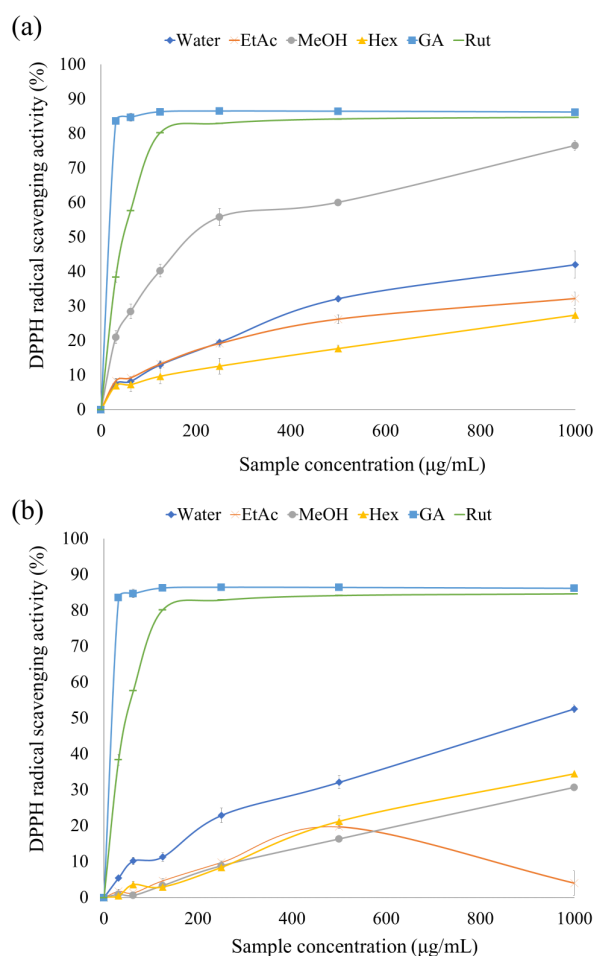 (a)
Water EtAc MeOH Hex GA Rut
100
90
80
70
60
50
40
30
20
10
0
DPPH radical scavenging activity (%)
0 200 400 600 800 1000
Sample concentration (μg/mL)
(b)
Water EtAc MeOH Hex GA Rut
100
90
80
70
60
50
40
30
20
10
0
DPPH radical scavenging activity (%)
0 200 400 600 800 1000
Sample concentration (μg/mL)